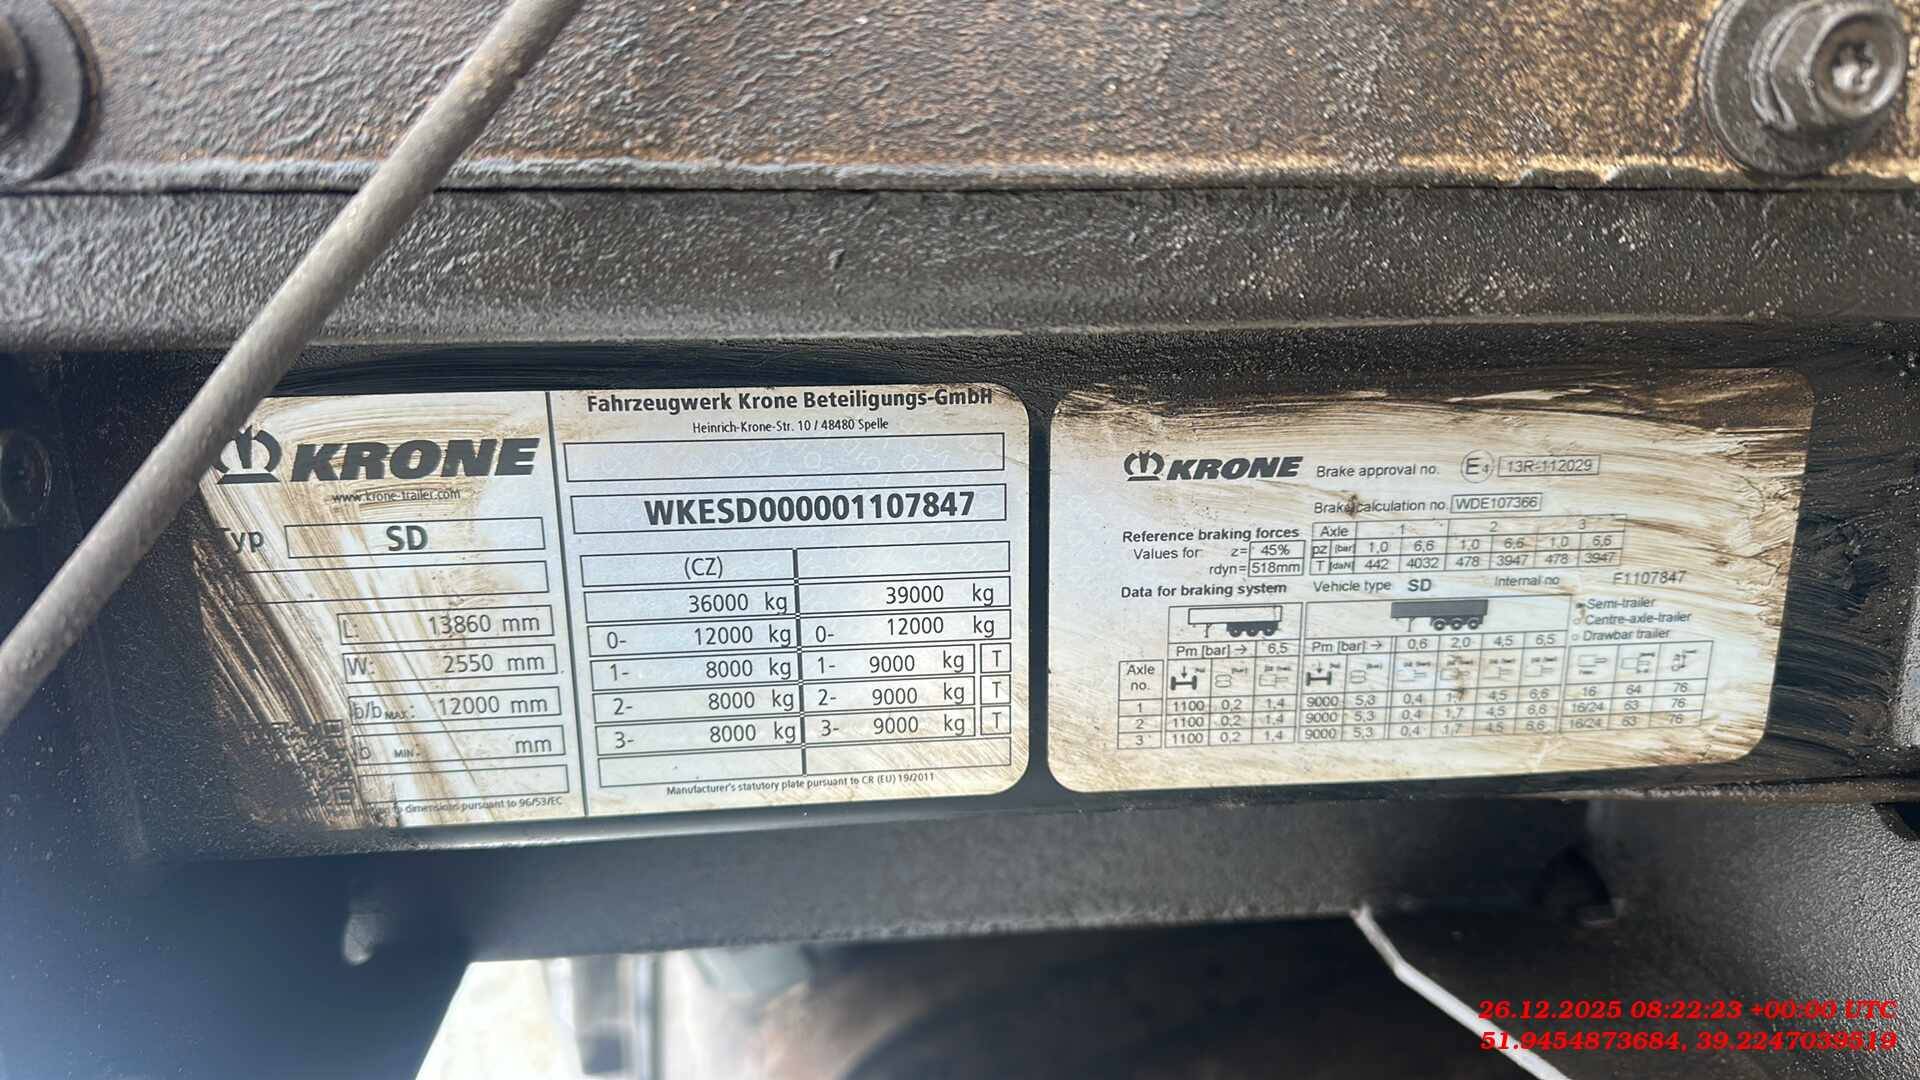 KRONE
www.krone-trailer.com
Typ SD
L: 13860 mm
W: 2550 mm
b/b MAX: 12000 mm
b MIN: mm
to dimensions pursuant to 96/53/EC
Fahrzeugwerk Krone Beteiligungs-GmbH
Heinrich-Krone-Str. 10 / 48480 Spelle
WKESD000001107847
(CZ)
36000 kg 39000 kg
0- 12000 kg 0- 12000 kg
1- 8000 kg 1- 9000 kg T
2- 8000 kg 2- 9000 kg T
3- 8000 kg 3- 9000 kg T
Manufacturer's statutory plate pursuant to CR (EU) 19/2011
KRONE Brake approval no. E4 13R-112029
Brake calculation no. WDE107366
Reference braking forces Axle 1 2 3
Values for z= 45% pz [bar] 1,0 6,6 1,0 6,6 1,0 6,6
rdyn= 518mm T [daN] 442 4032 478 3947 478 3947
Data for braking system Vehicle type SD Internal no F1107847
Semi-trailer
Centre-axle-trailer
Drawbar trailer
Pm [bar] → 6,5 Pm [bar] → 0,6 2,0 4,5 6,5
Axle no.
1 1100 0,2 1,4 9000 5,3 0,4 1,7 4,5 6,6 16 64 76
2 1100 0,2 1,4 9000 5,3 0,4 1,7 4,5 6,6 16/24 63 76
3 1100 0,2 1,4 9000 5,3 0,4 1,7 4,5 6,6 16/24 63 76
26.12.2025 08:22:23 +00:00 UTC
51.9454873684, 39.2247039519